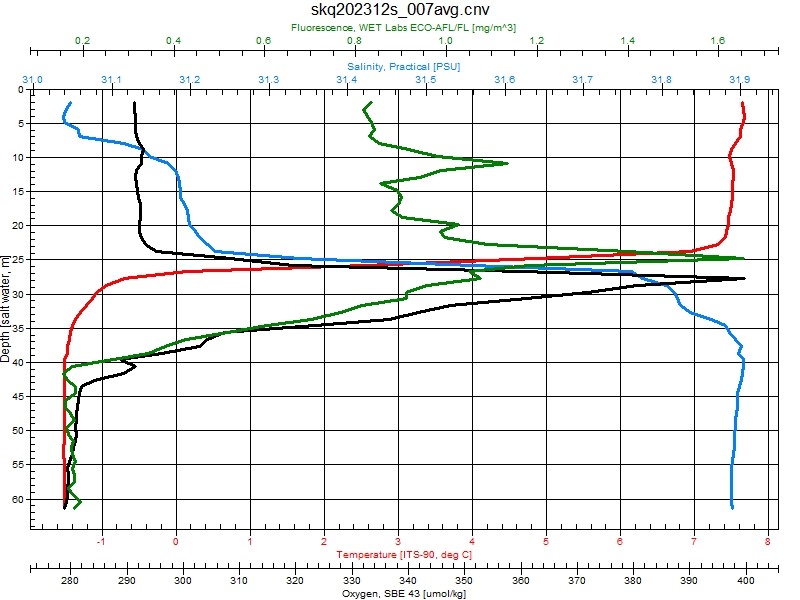 skq202312s_007avg.cnv
Fluorescence, WET Labs ECO-AFL/FL [mg/m^3]
0.2 0.4 0.6 0.8 1.0 1.2 1.4 1.6
Salinity, Practical [PSU]
31.0 31.1 31.2 31.3 31.4 31.5 31.6 31.7 31.8 31.9
0
5
10
15
20
25
30
35
40
45
50
55
60
Depth [salt water, m]
-1 0 1 2 3 4 5 6 7 8
Temperature [ITS-90, deg C]
280 290 300 310 320 330 340 350 360 370 380 390 400
Oxygen, SBE 43 [umol/kg]